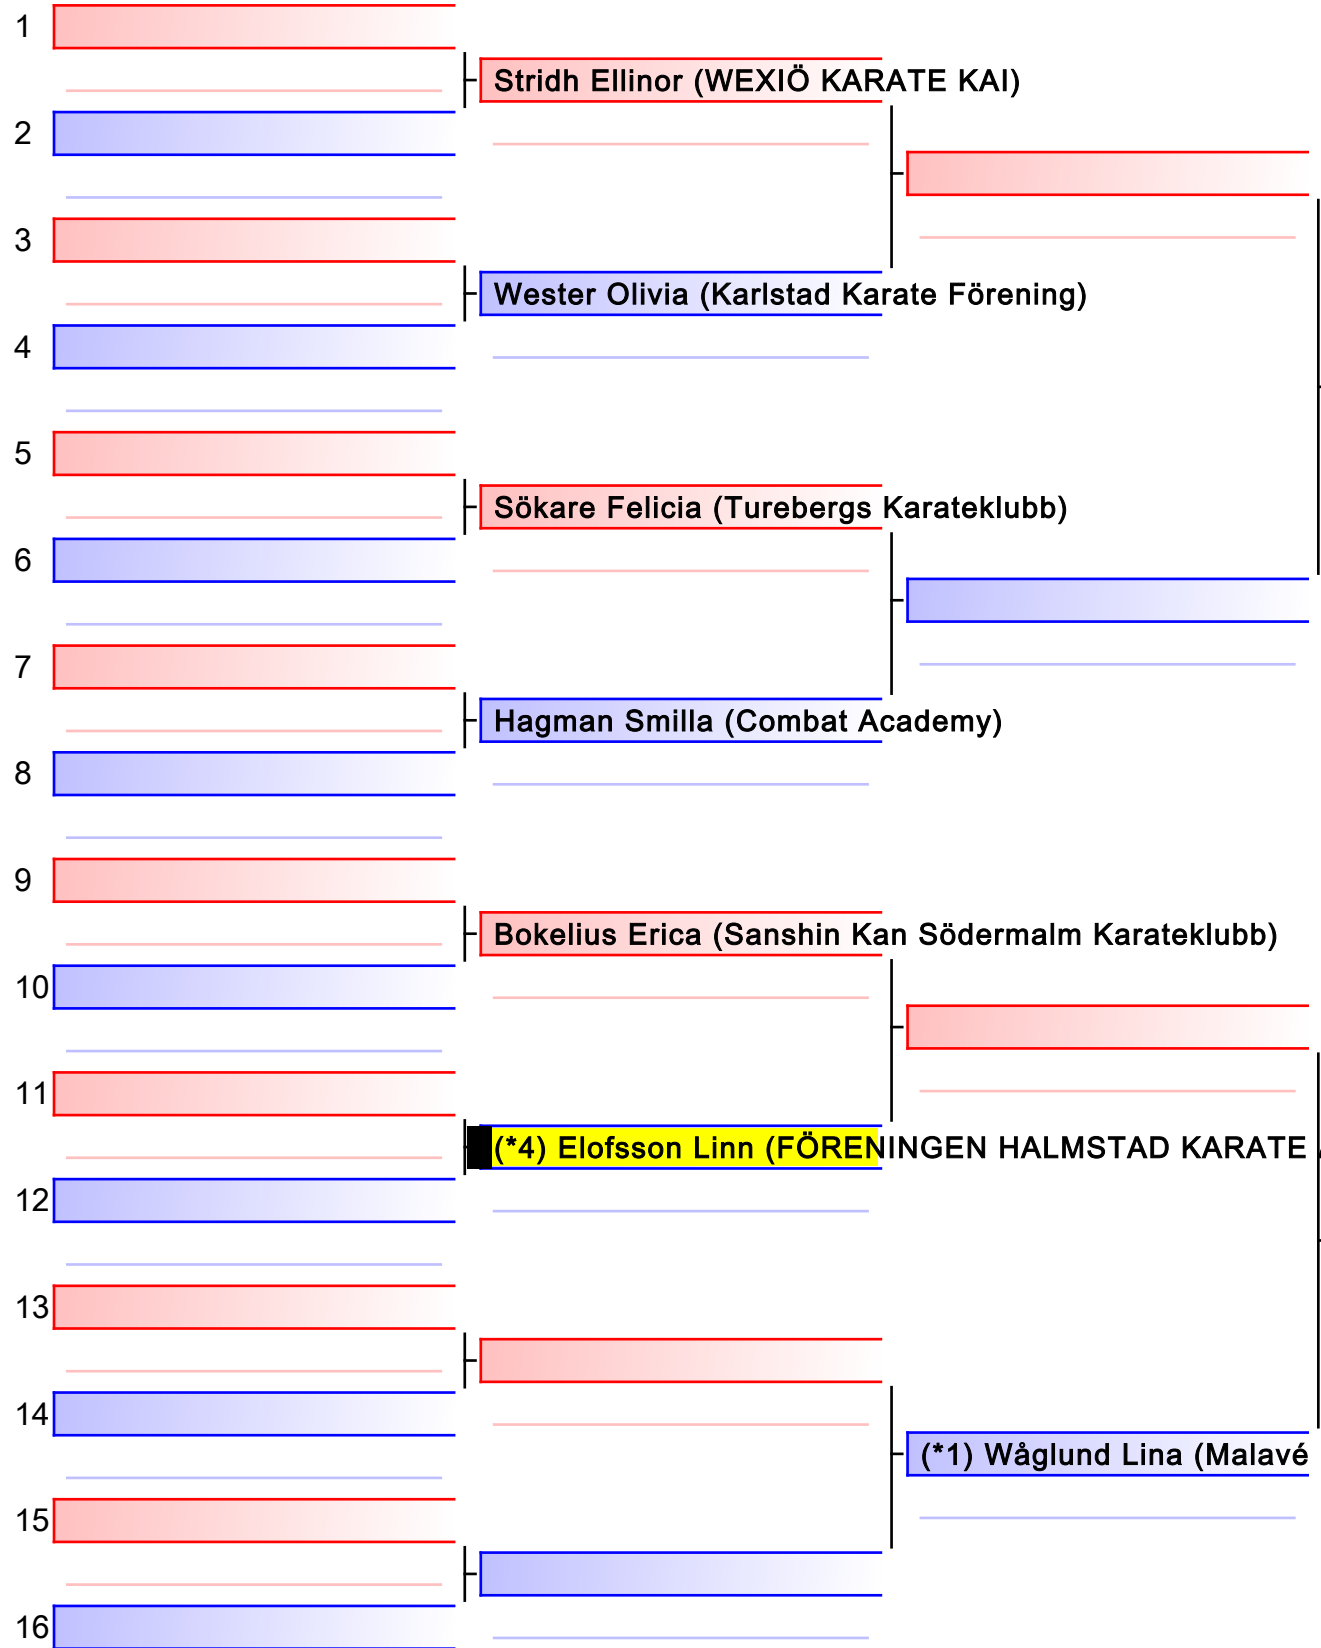 1
Stridh Ellinor (WEXIÖ KARATE KAI)
2
3
Wester Olivia (Karlstad Karate Förening)
4
5
Sökare Felicia (Turebergs Karateklubb)
6
7
Hagman Smilla (Combat Academy)
8
9
Bokelius Erica (Sanshin Kan Södermalm Karateklubb)
10
11
(*4) Elofsson Linn (FÖRENINGEN HALMSTAD KARATE
12
13
14
(*1) Wåglund Lina (Malavé
15
16